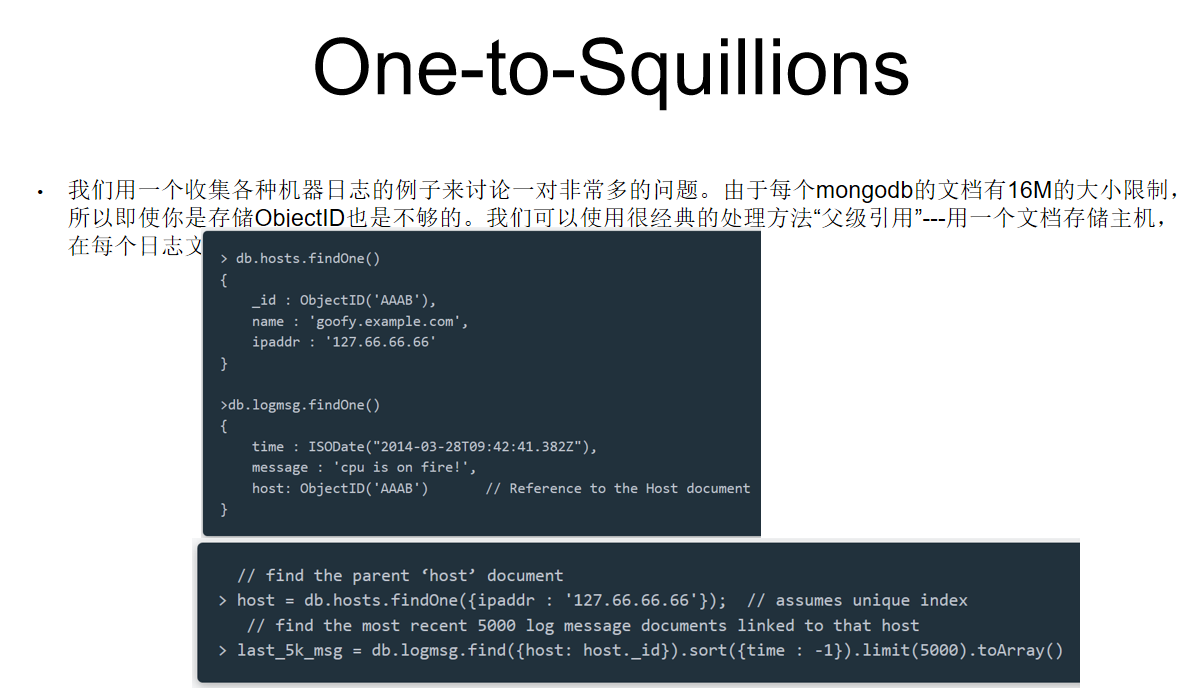 One-to-Squillions
• 我们用一个收集各种机器日志的例子来讨论一对非常多的问题。由于每个mongodb的文档有16M的大小限制，
所以即使你是存储ObjectID也是不够的。我们可以使用很经典的处理方法“父级引用”---用一个文档存储主机，
在每个日志文
> db.hosts.findOne()
{
    _id : ObjectID('AAAB'),
    name : 'goofy.example.com',
    ipaddr : '127.66.66.66'
}
>db.logmsg.findOne()
{
    time : ISODate("2014-03-28T09:42:41.382Z"),
    message : 'cpu is on fire!',
    host: ObjectID('AAAB')       // Reference to the Host document
}
// find the parent ‘host’ document
> host = db.hosts.findOne({ipaddr : '127.66.66.66'});  // assumes unique index
// find the most recent 5000 log message documents linked to that host
> last_5k_msg = db.logmsg.find({host: host._id}).sort({time : -1}).limit(5000).toArray()